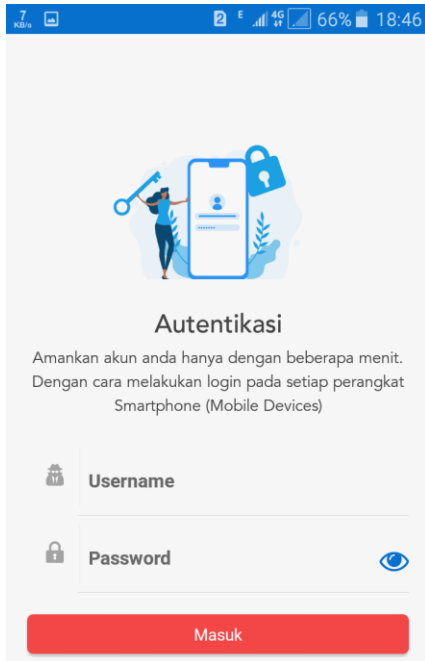 7
KB/s 2 E 4G 66% 18:46
Autentikasi
Amankan akun anda hanya dengan beberapa menit.
Dengan cara melakukan login pada setiap perangkat
Smartphone (Mobile Devices)
Username
Password
Masuk